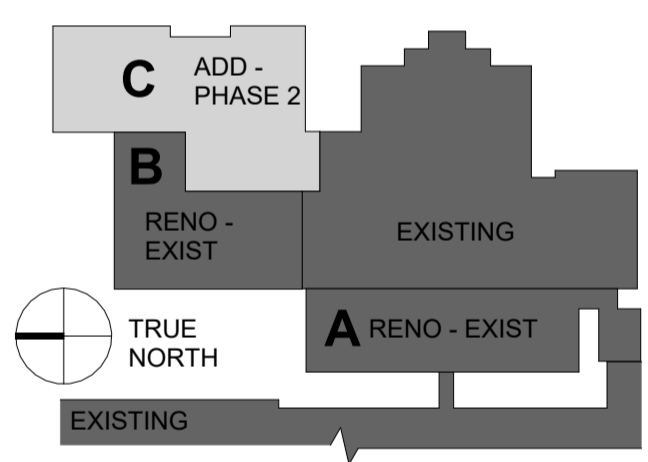 C
ADD -
PHASE 2
B
RENO -
EXIST
EXISTING
A RENO - EXIST
TRUE
NORTH
EXISTING